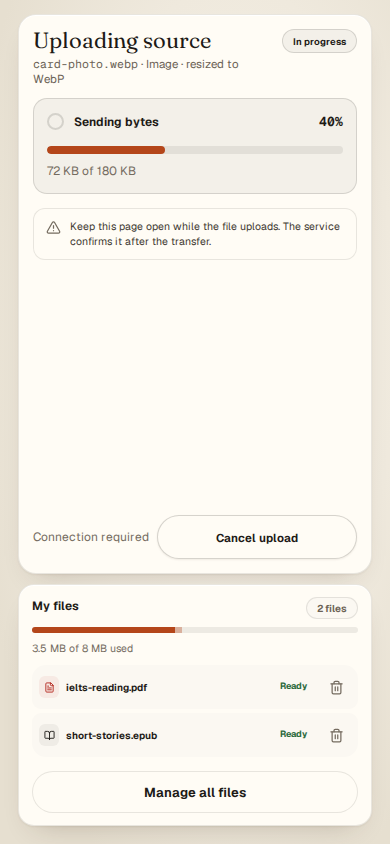 Uploading source
In progress
card-photo.webp · Image · resized to
WebP
Sending bytes
40%
72 KB of 180 KB
Keep this page open while the file uploads. The service
confirms it after the transfer.
Connection required
Cancel upload
My files
2 files
3.5 MB of 8 MB used
ielts-reading.pdf
Ready
short-stories.epub
Ready
Manage all files